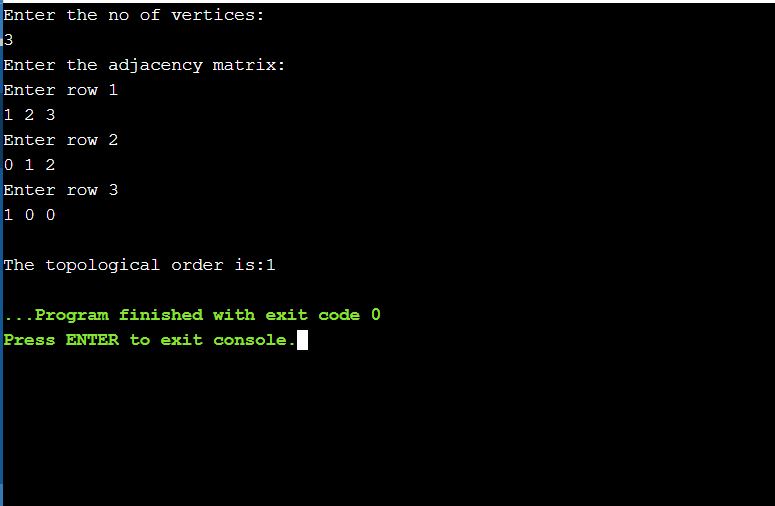 Enter the no of vertices:
3
Enter the adjacency matrix:
Enter row 1
1 2 3
Enter row 2
0 1 2
Enter row 3
1 0 0
The topological order is:1
...Program finished with exit code 0
Press ENTER to exit console.